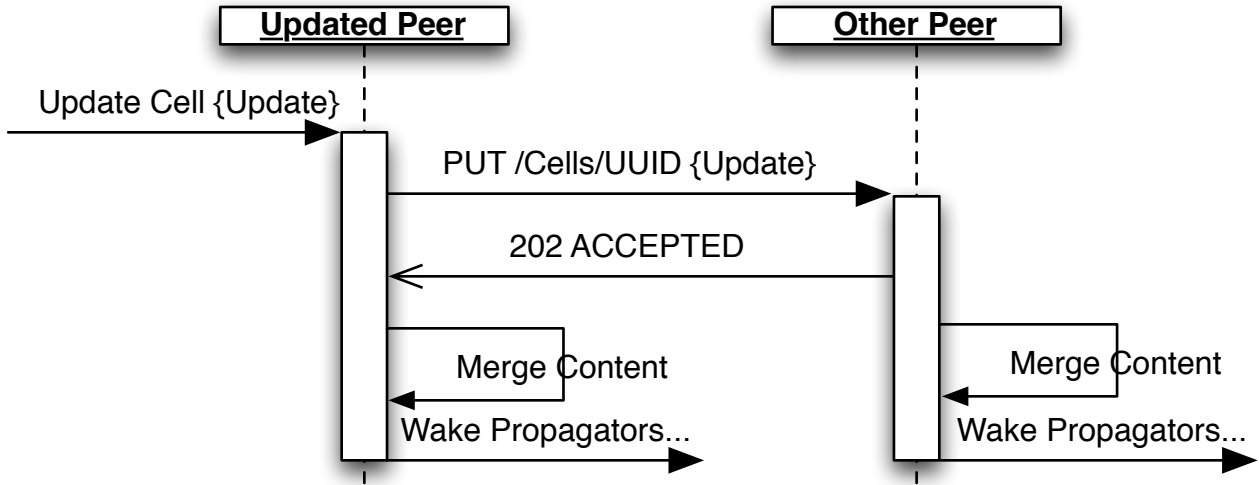 Updated Peer
Other Peer
Update Cell {Update}
PUT /Cells/UUID {Update}
202 ACCEPTED
Merge Content
Merge Content
Wake Propagators...
Wake Propagators...